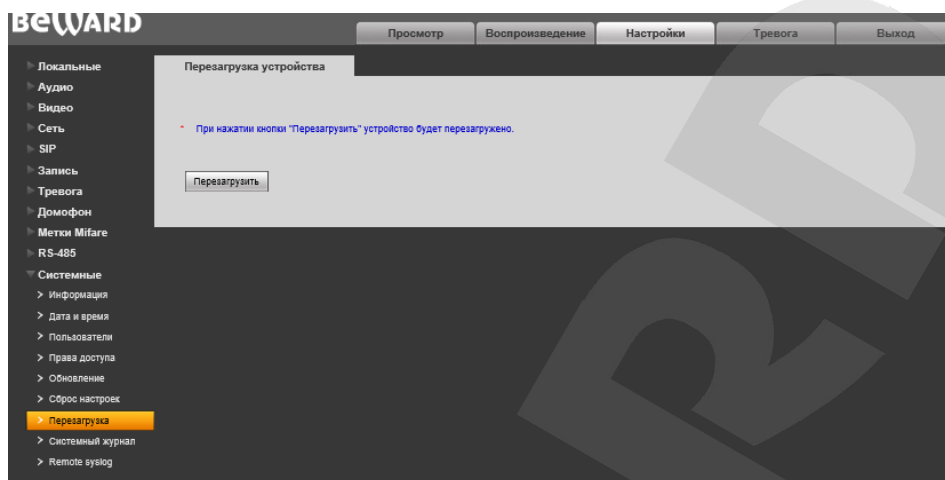 BEWARD
Просмотр
Воспроизведение
Настройки
Тревога
Выход
Локальные
Аудио
Видео
Сеть
SIP
Запись
Тревога
Домофон
Метки Mifare
RS-485
Системные
Информация
Дата и время
Пользователи
Права доступа
Обновление
Сброс настроек
Перезагрузка
Системный журнал
Remote syslog
Перезагрузка устройства
* При нажатии кнопки "Перезагрузить" устройство будет перезагружено.
Перезагрузить